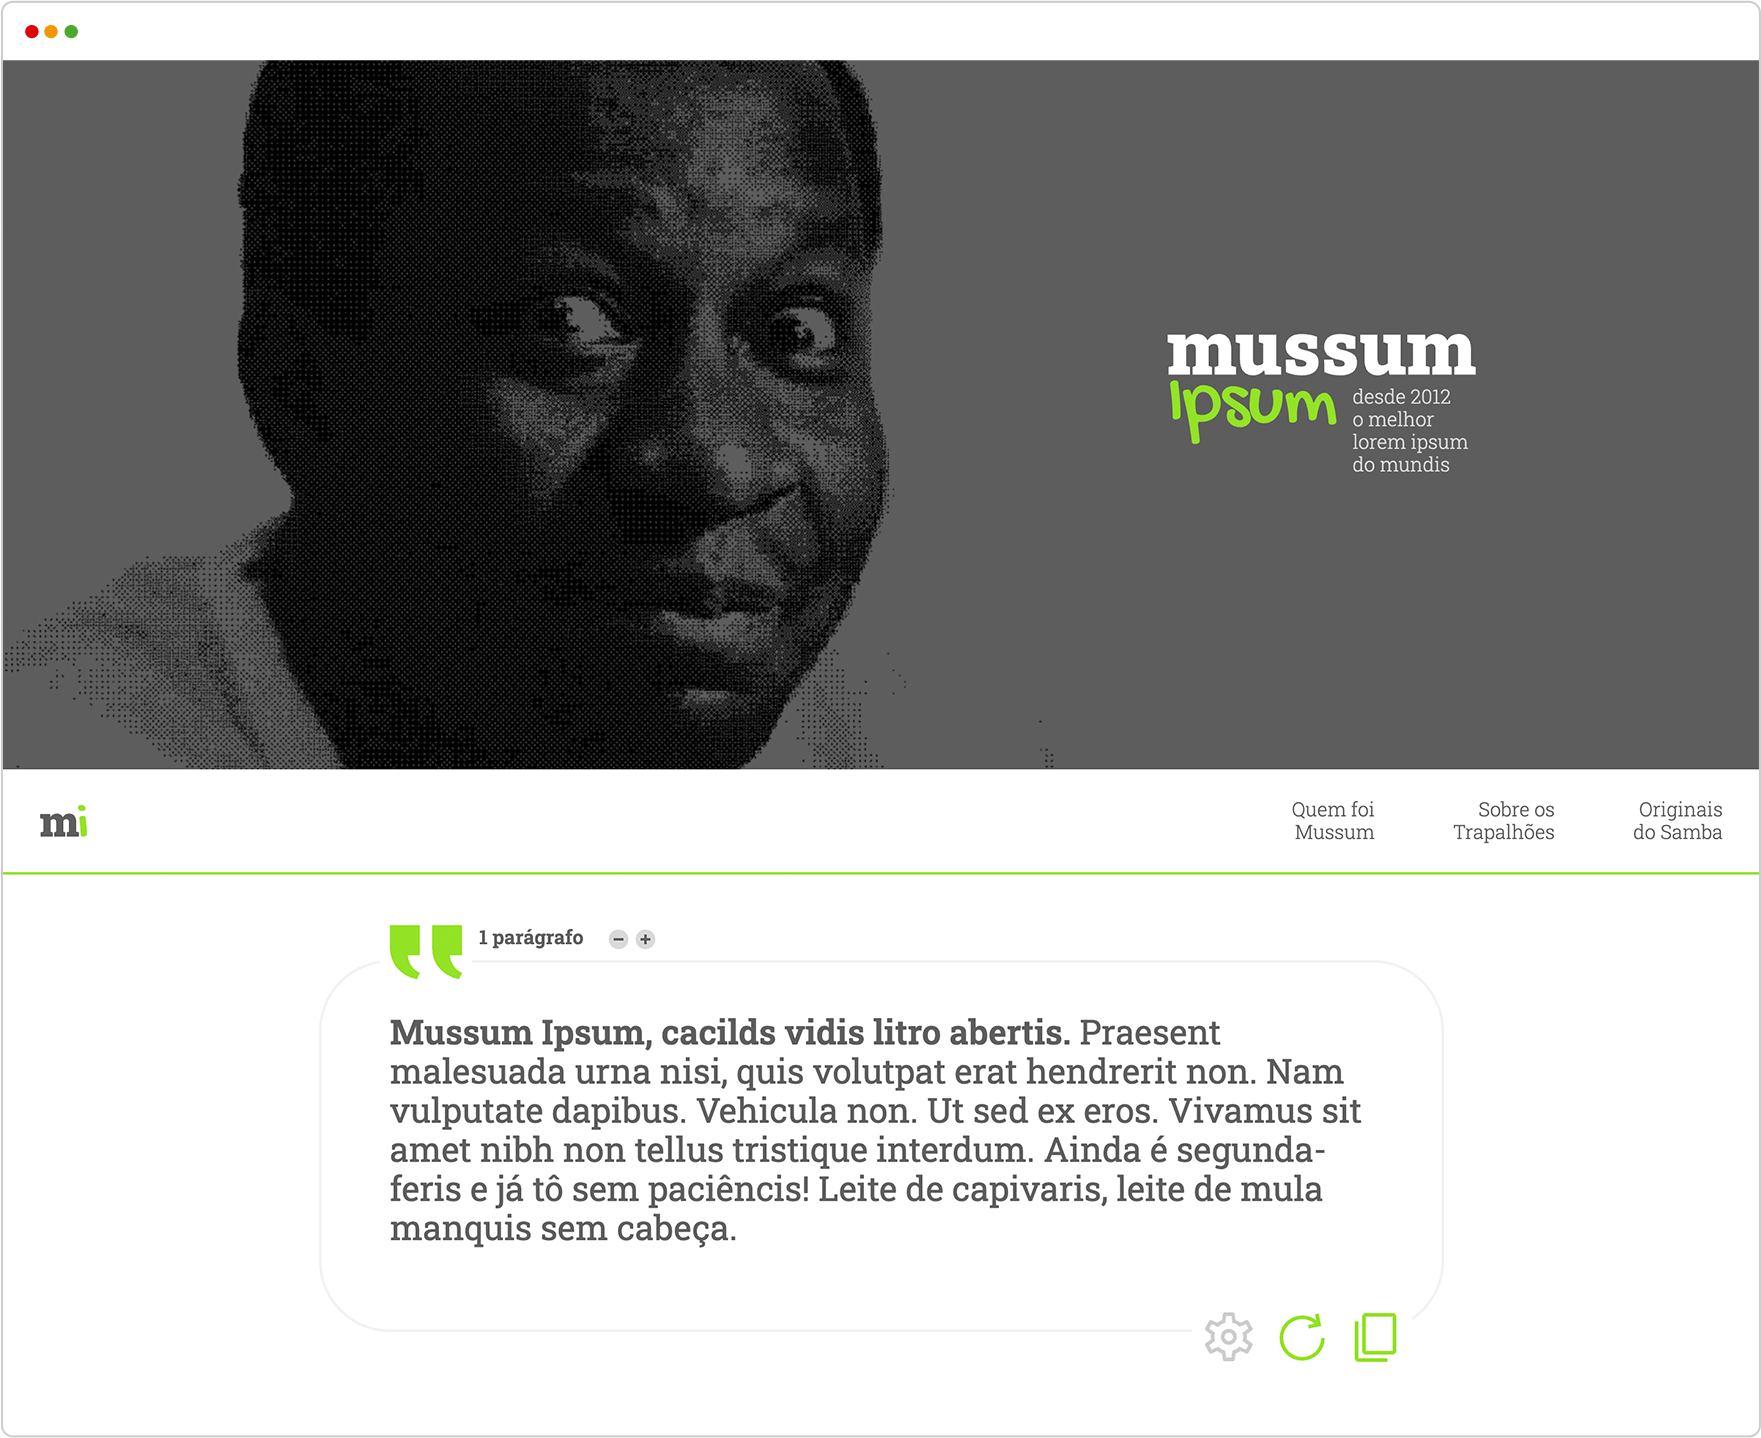 mussum
Ipsum
desde 2012
o melhor
lorem ipsum
do mundis
mi
Quem foi
Mussum
Sobre os
Trapalhões
Originais
do Samba
1 parágrafo
Mussum Ipsum, cacilds vidis litro abertis. Praesent
malesuada urna nisi, quis volutpat erat hendrerit non. Nam
vulputate dapibus. Vehicula non. Ut sed ex eros. Vivamus sit
amet nibh non tellus tristique interdum. Ainda é segunda-
feris e já tô sem paciêncis! Leite de capivaris, leite de mula
manquis sem cabeça.